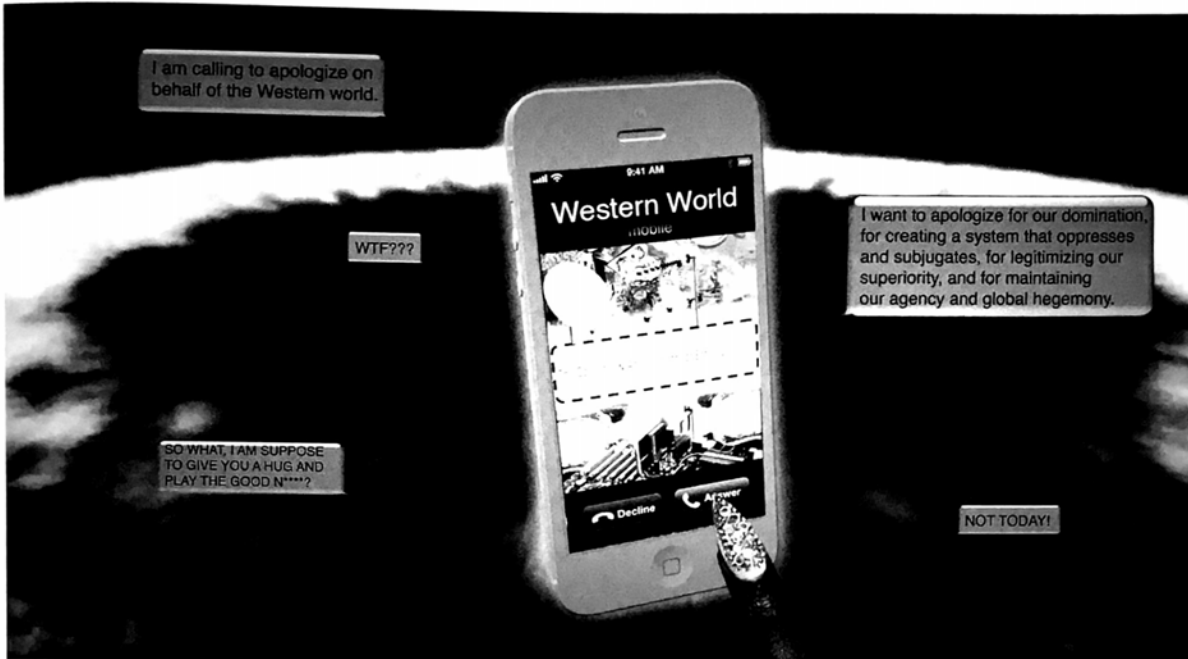 I am calling to apologize on
behalf of the Western world.
9:41 AM
Western World
mobile
WTF???
I want to apologize for our domination,
for creating a system that oppresses
and subjugates, for legitimizing our
superiority, and for maintaining
our agency and global hegemony.
SO WHAT, I AM SUPPOSE
TO GIVE YOU A HUG AND
PLAY THE GOOD N****?
Decline
Answer
NOT TODAY!